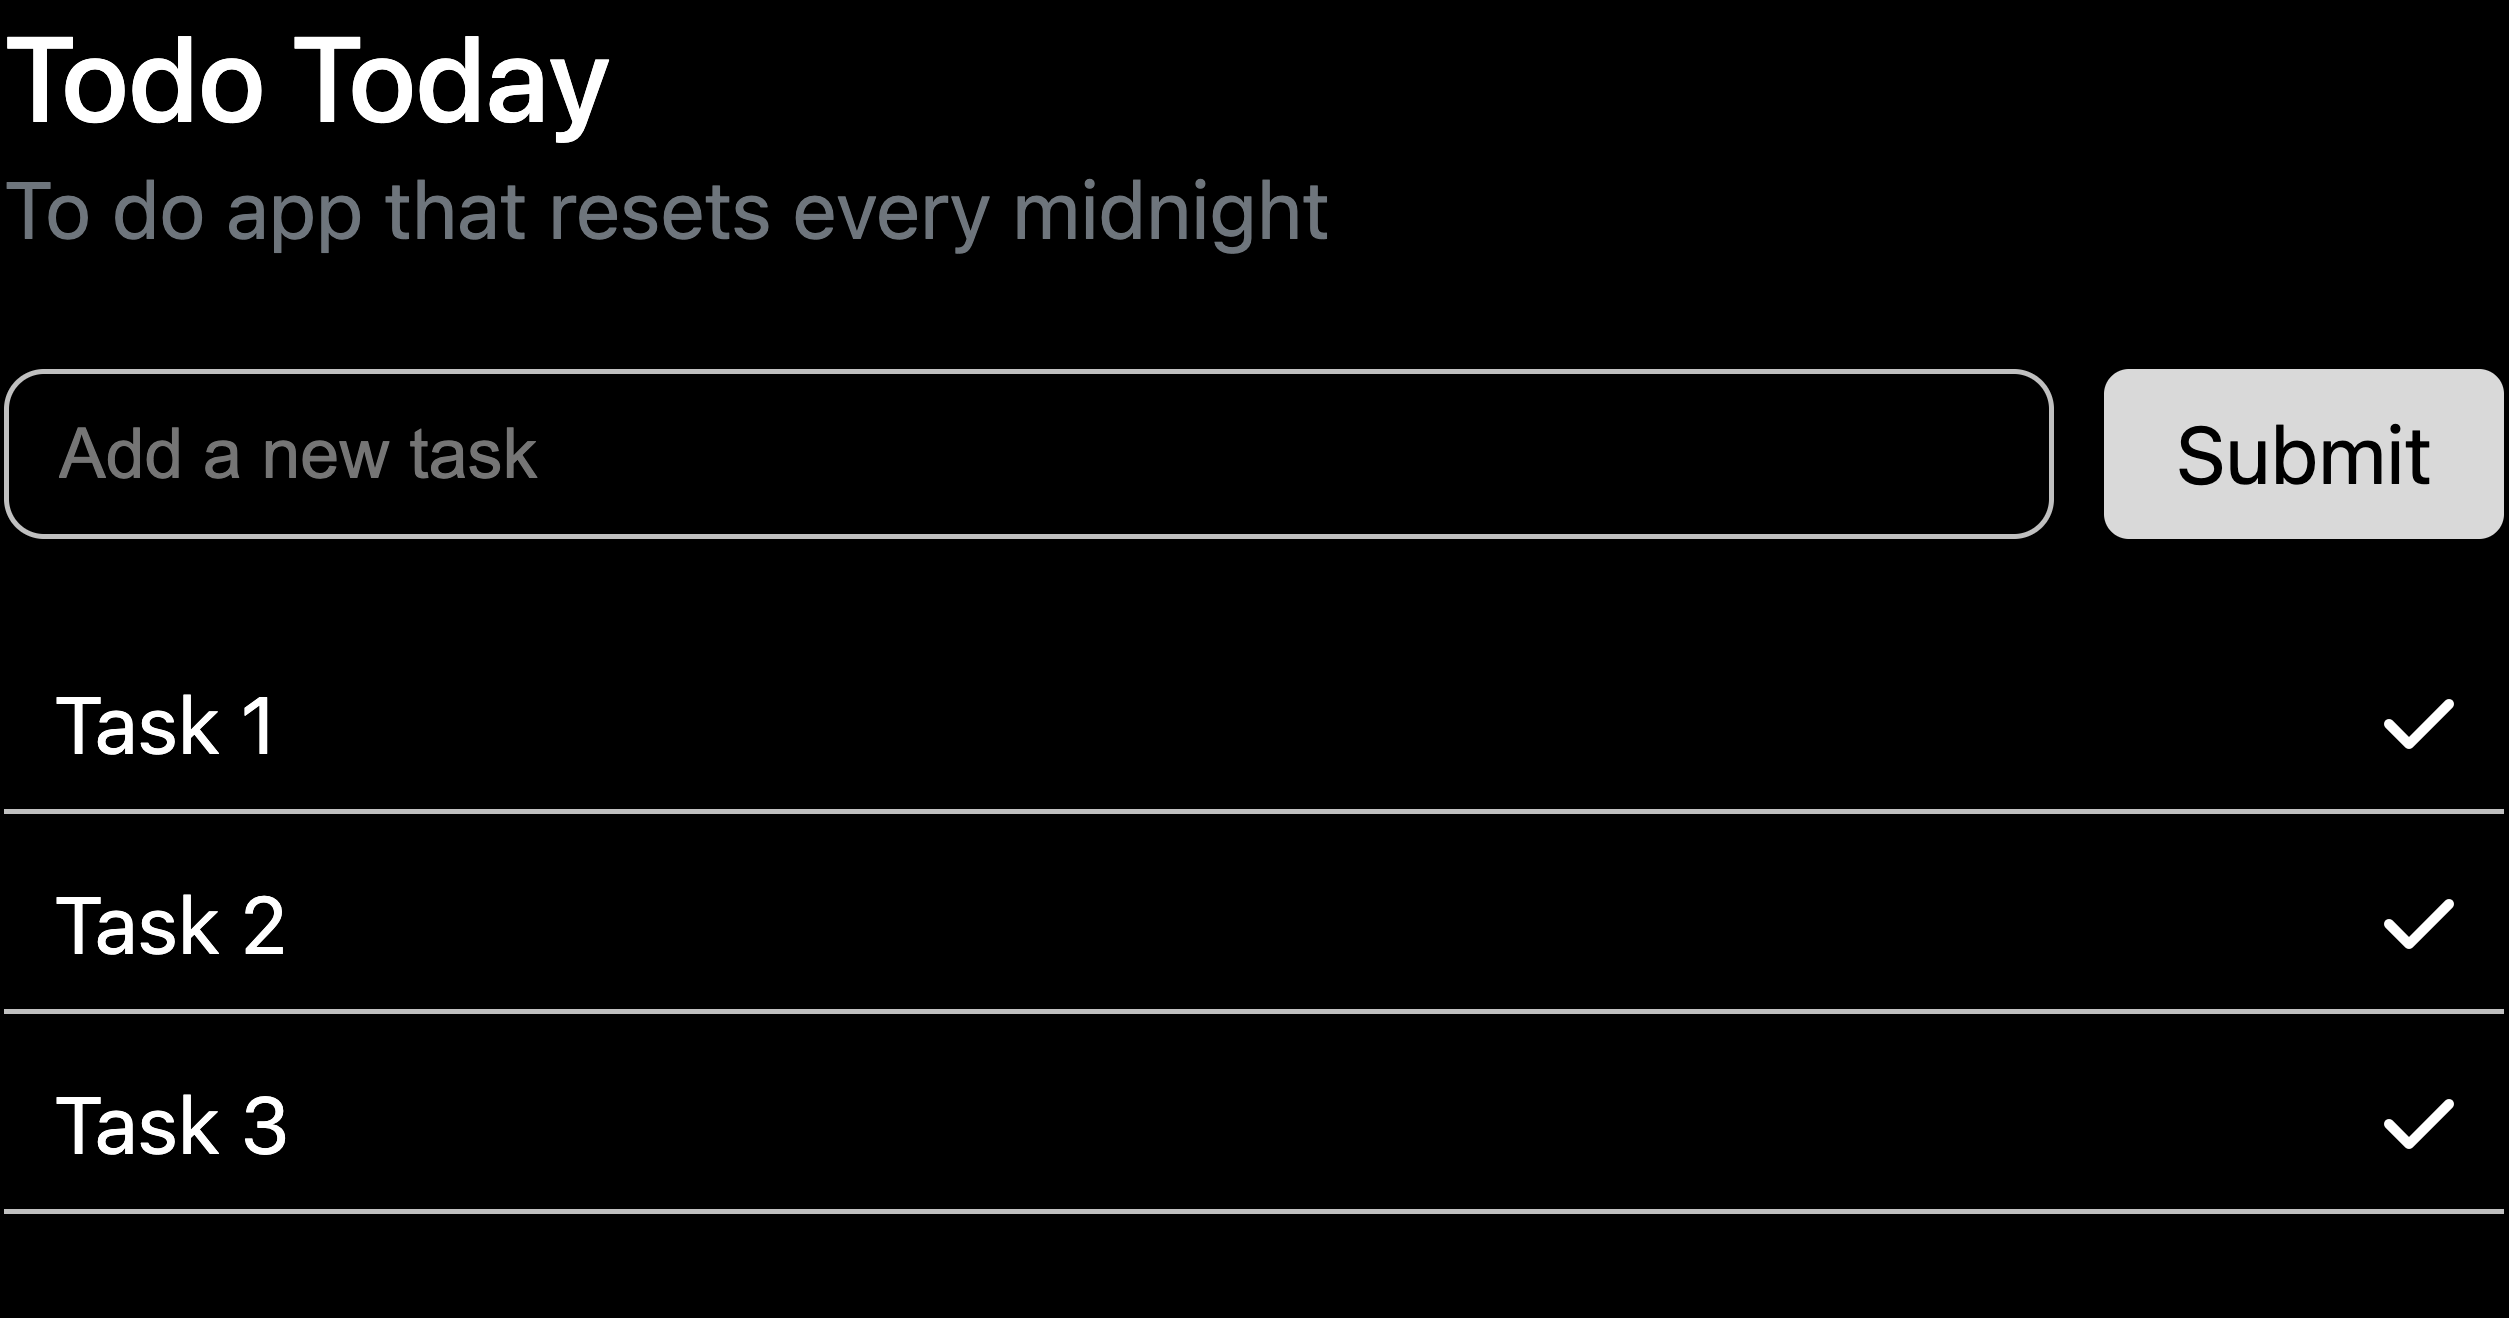 Todo Today
To do app that resets every midnight
Add a new task
Submit
Task 1
Task 2
Task 3